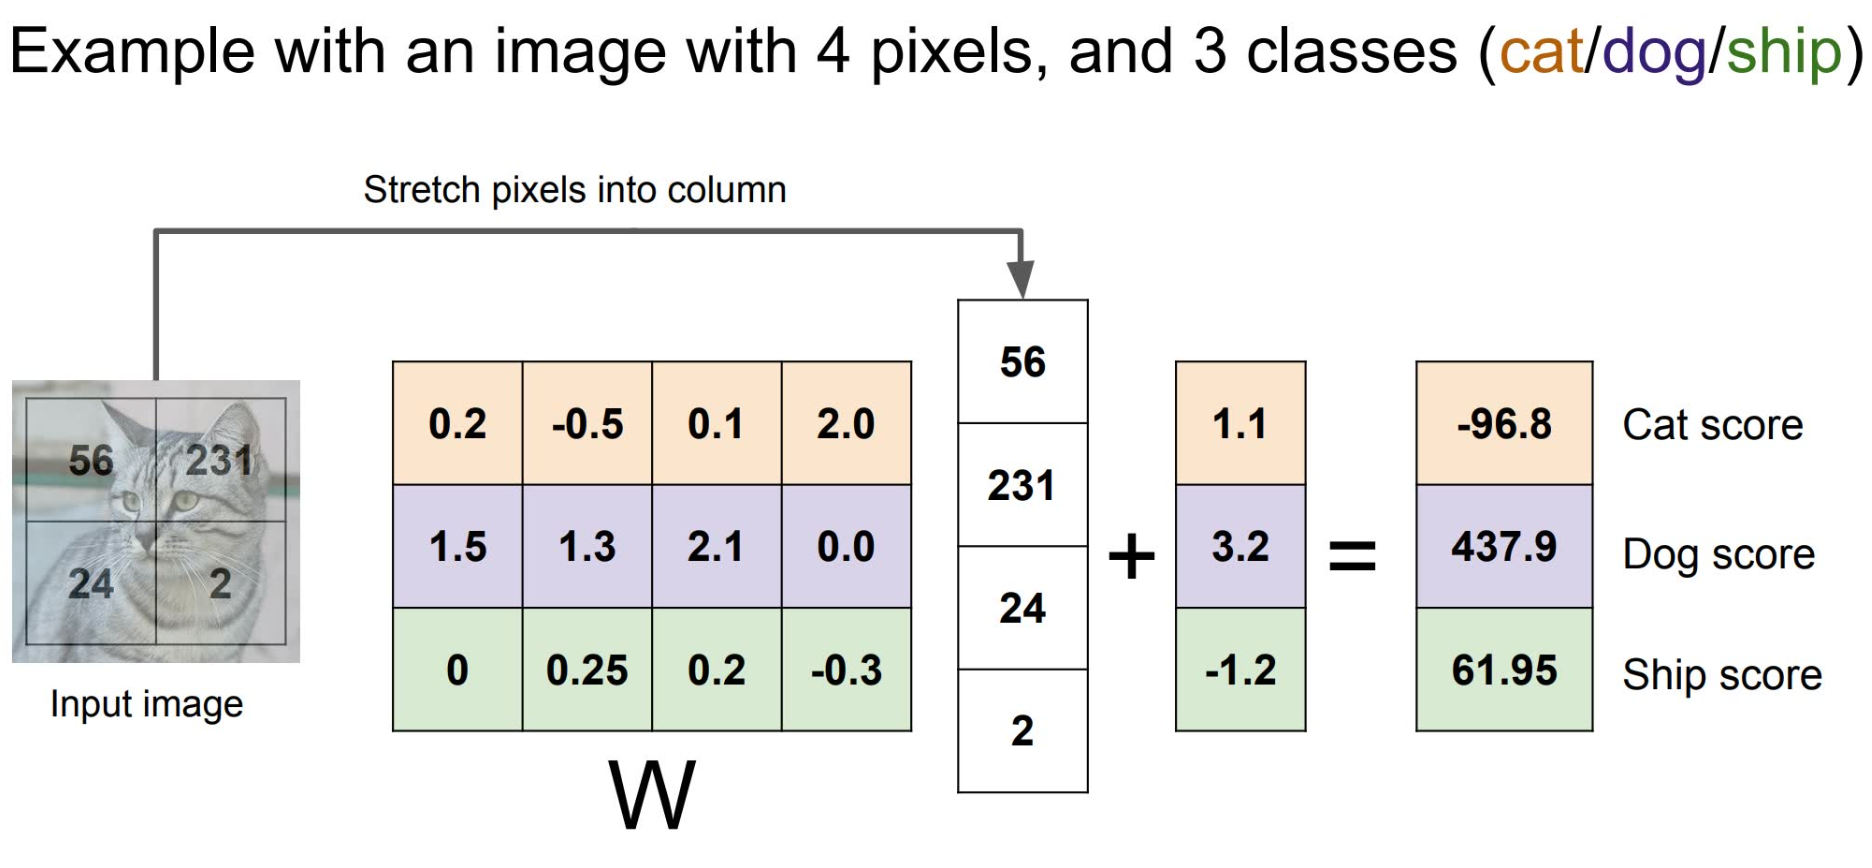 Example with an image with 4 pixels, and 3 classes (cat/dog/ship)
Stretch pixels into column
56 231
24 2
Input image
0.2 -0.5 0.1 2.0
1.5 1.3 2.1 0.0
0 0.25 0.2 -0.3
W
56
231
24
2
+
1.1
3.2
-1.2
=
-96.8 Cat score
437.9 Dog score
61.95 Ship score